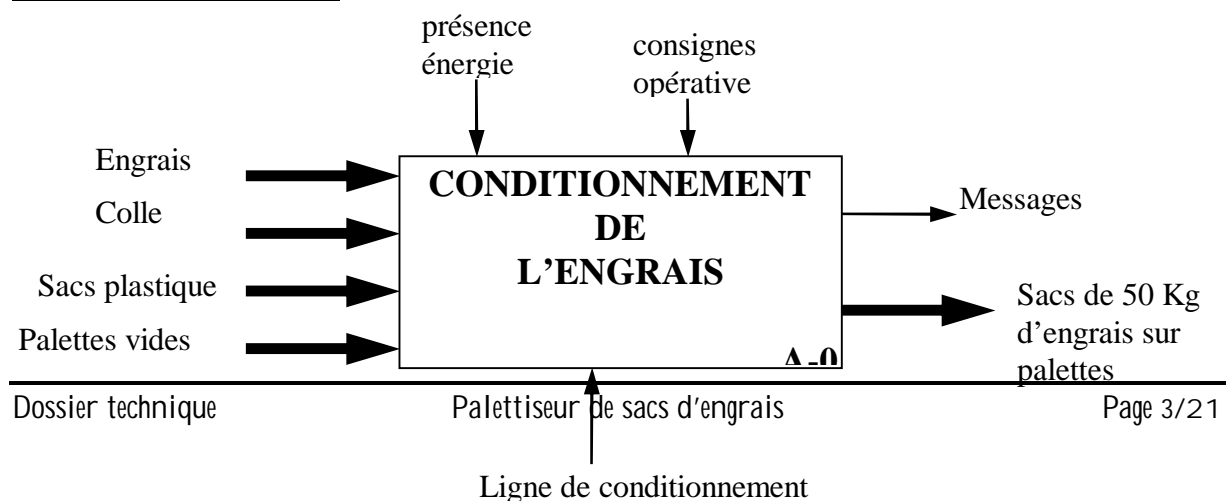 présence
énergie
consignes
opérative
Engrais
Colle
Sacs plastique
Palettes vides
CONDITIONNEMENT
DE
L’ENGRAIS
A-0
Messages
Sacs de 50 Kg
d’engrais sur
palettes
Dossier technique Palettiseur de sacs d’engrais Page 3/21
Ligne de conditionnement